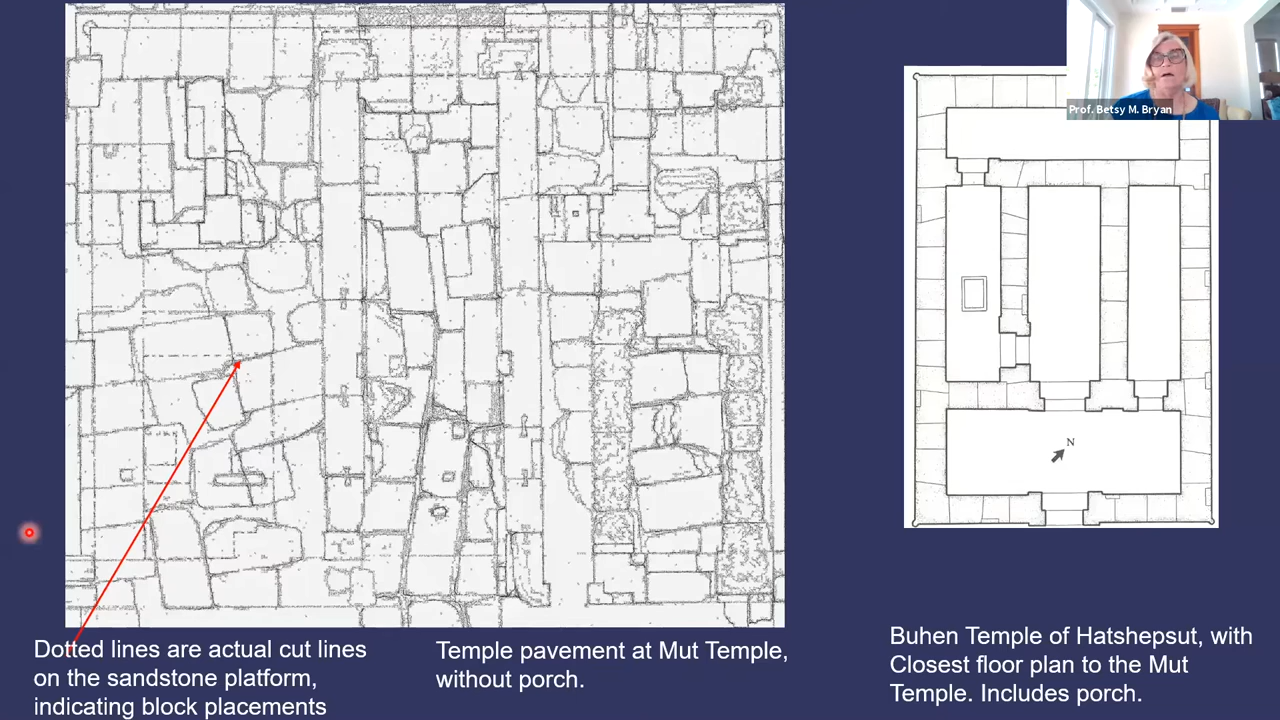 Prof. Betsy M. Bryan
N
Dotted lines are actual cut lines
on the sandstone platform,
indicating block placements
Temple pavement at Mut Temple,
without porch.
Buhen Temple of Hatshepsut, with
Closest floor plan to the Mut
Temple. Includes porch.